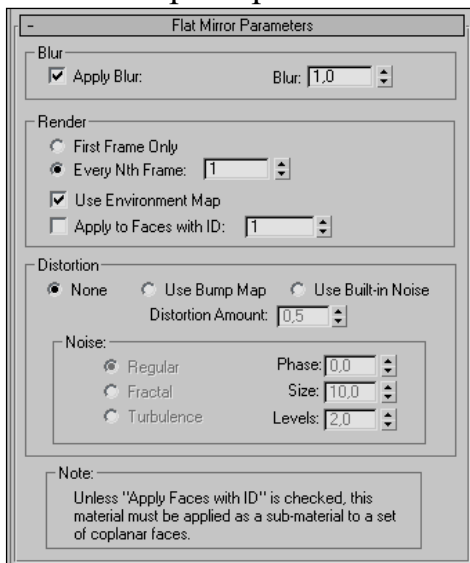 - Flat Mirror Parameters
Blur
Apply Blur: Blur: 1,0
Render
First Frame Only
Every Nth Frame: 1
Use Environment Map
Apply to Faces with ID: 1
Distortion
None Use Bump Map Use Built-in Noise
Distortion Amount: 0,5
Noise:
Regular Phase: 0,0
Fractal Size: 10,0
Turbulence Levels: 2,0
Note:
Unless "Apply Faces with ID" is checked, this
material must be applied as a sub-material to a set
of coplanar faces.